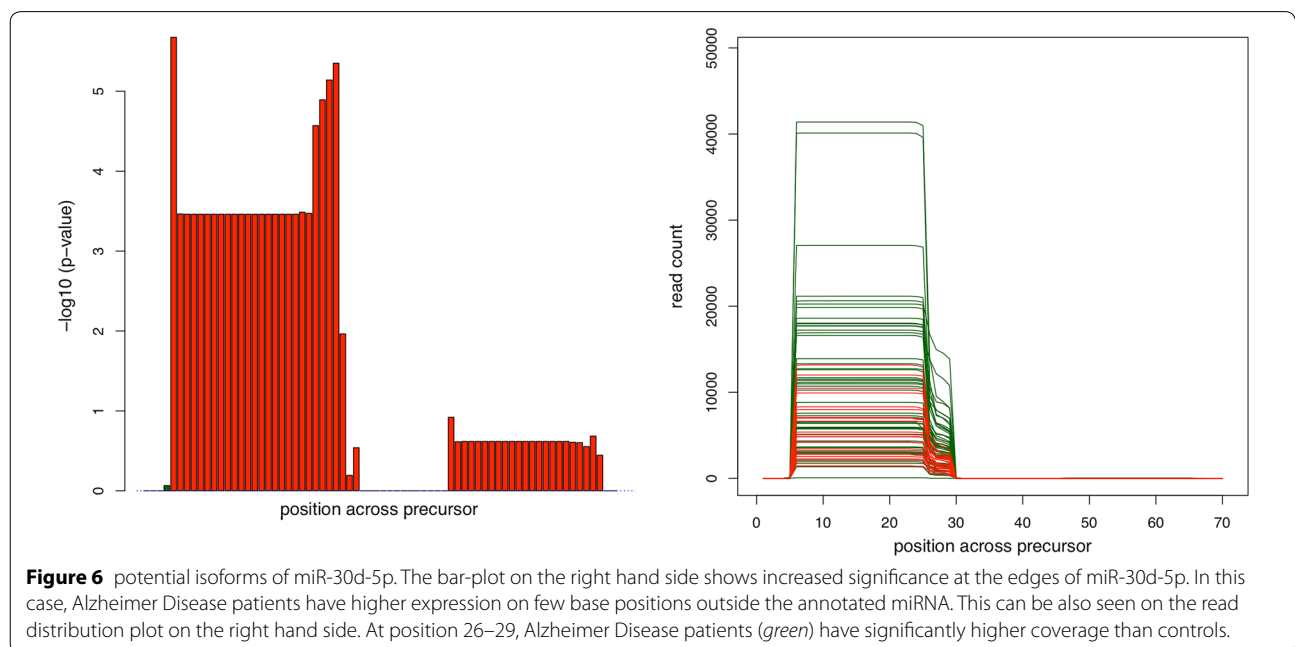 5
4
3
2
1
0
−log10 (p−value)
position across precursor
50000
40000
30000
20000
10000
0
read count
0 10 20 30 40 50 60 70
position across precursor
Figure 6 potential isoforms of miR-30d-5p. The bar-plot on the right hand side shows increased significance at the edges of miR-30d-5p. In this
case, Alzheimer Disease patients have higher expression on few base positions outside the annotated miRNA. This can be also seen on the read
distribution plot on the right hand side. At position 26–29, Alzheimer Disease patients (green) have significantly higher coverage than controls.